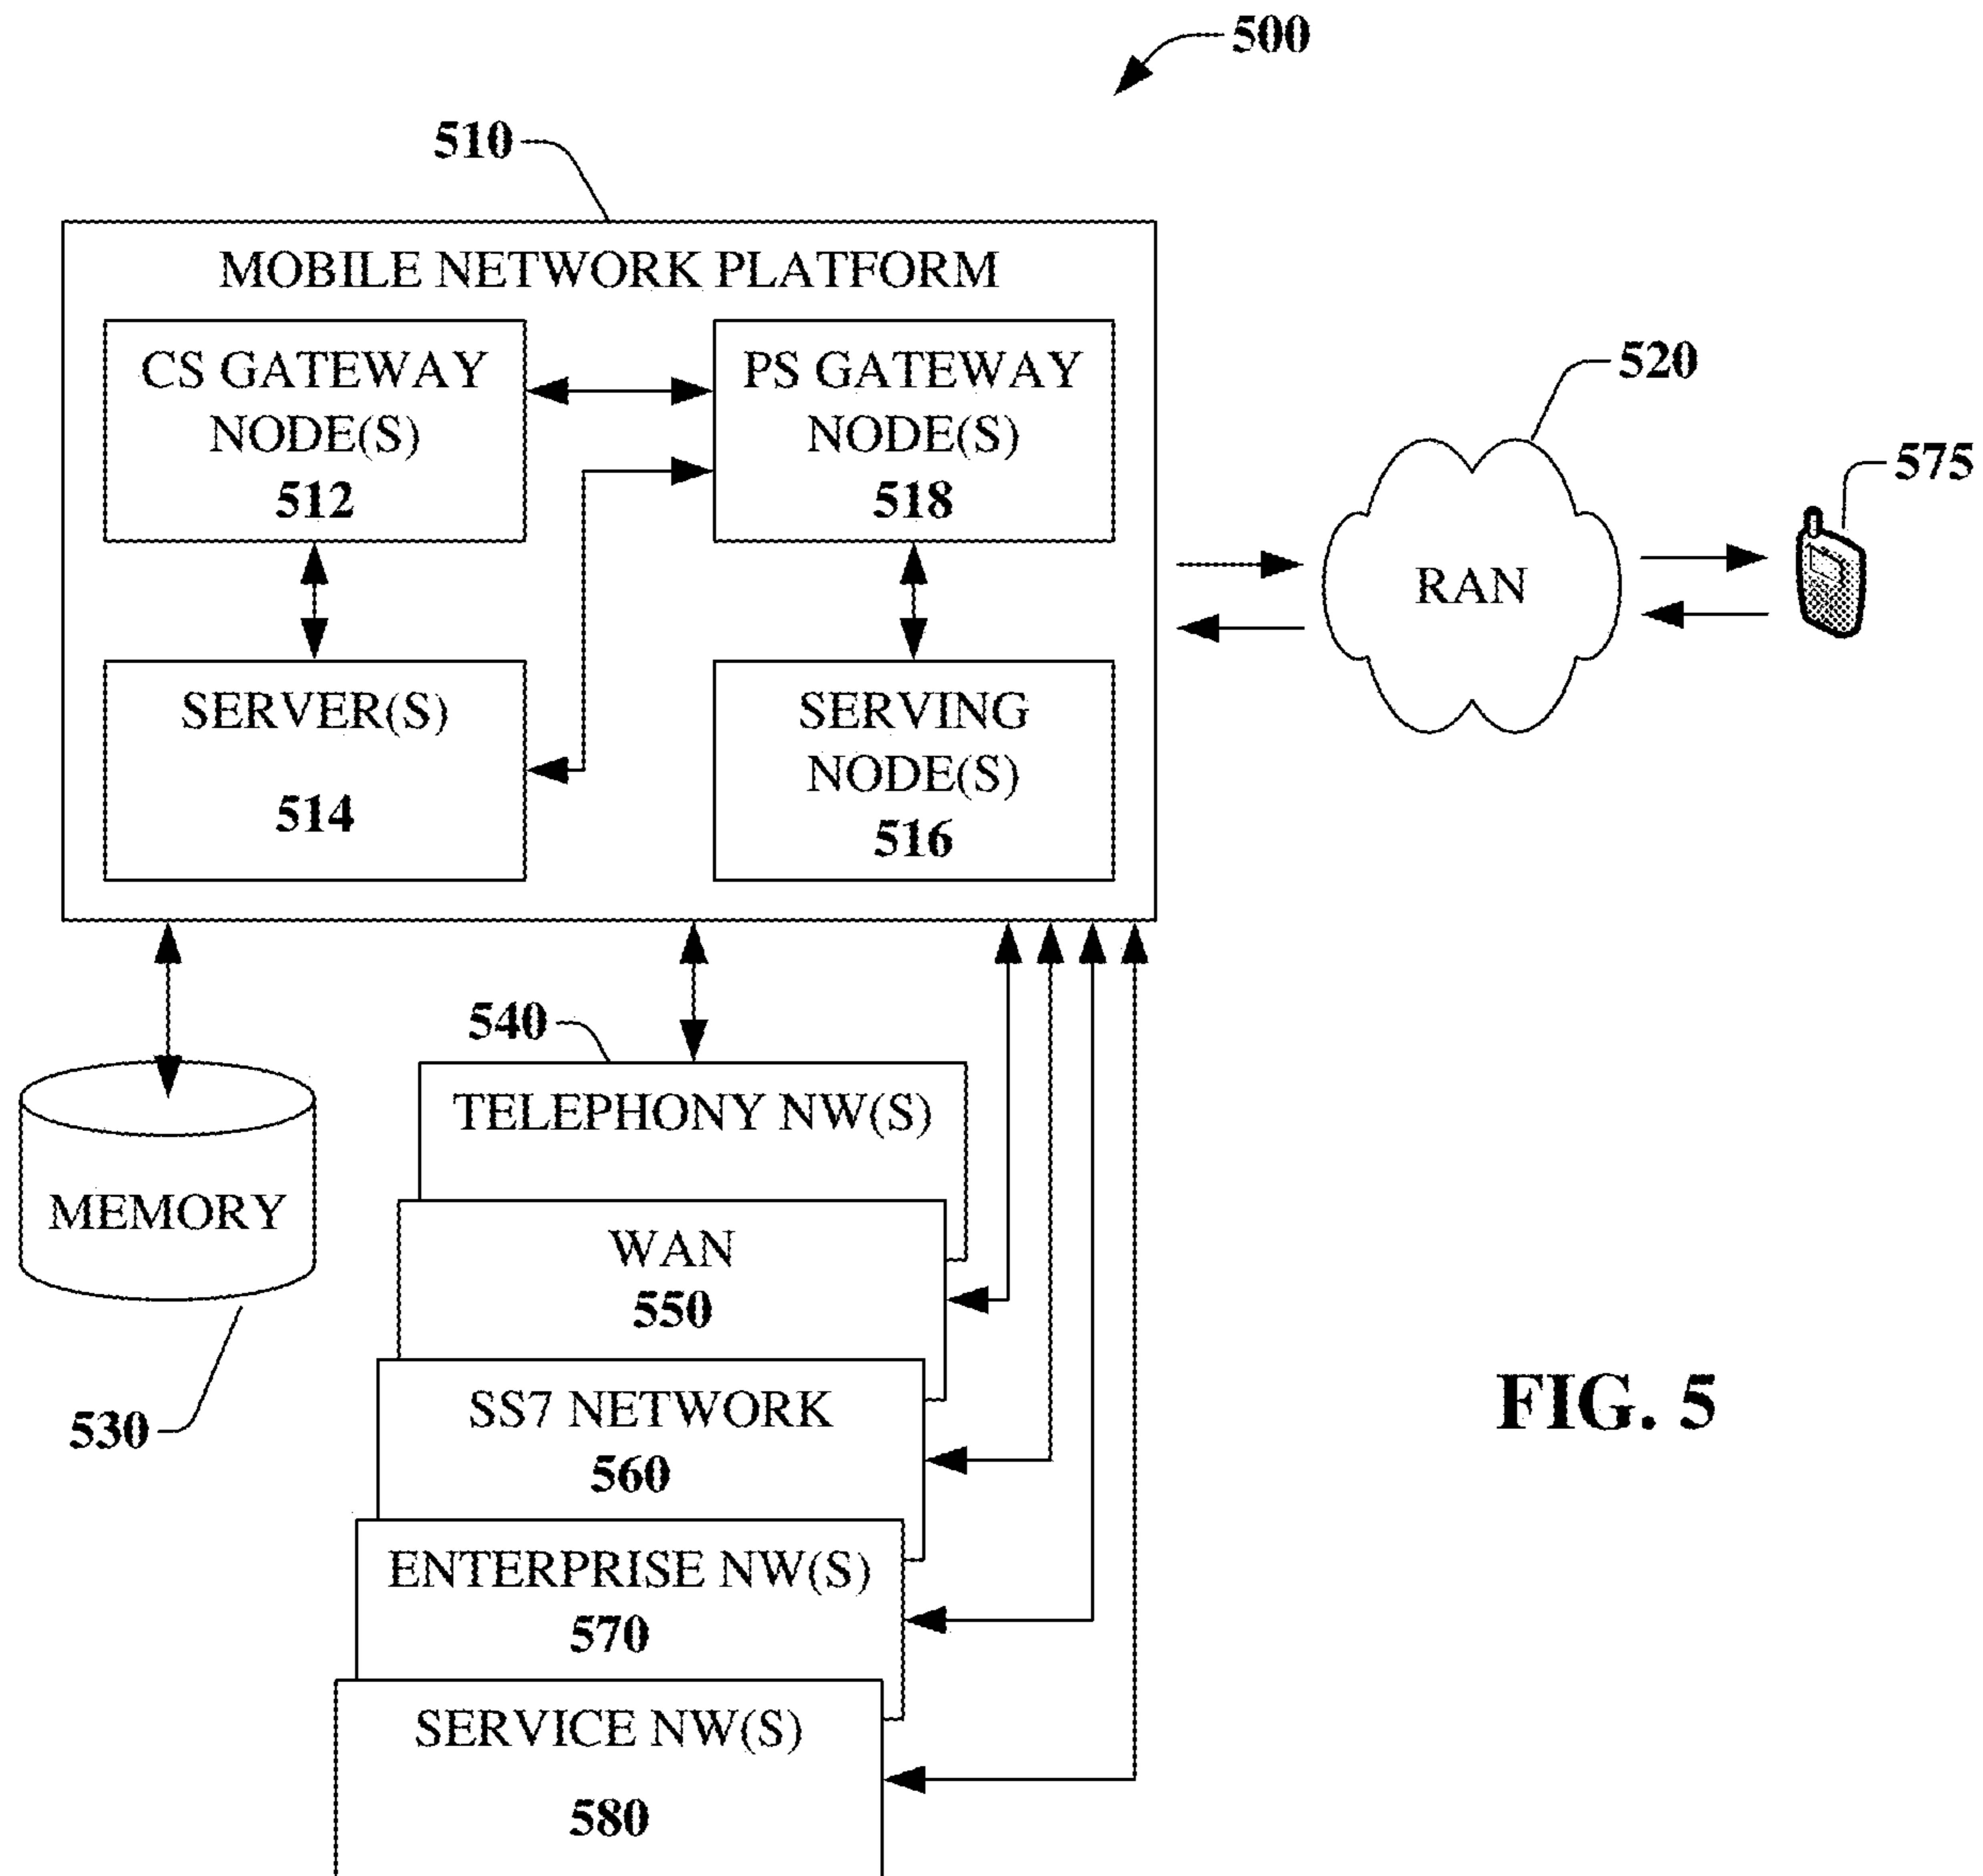 500
510
MOBILE NETWORK PLATFORM
CS GATEWAY
NODE(S)
512
PS GATEWAY
NODE(S)
518
SERVER(S)
514
SERVING
NODE(S)
516
520
RAN
575
MEMORY
530
540
TELEPHONY NW(S)
WAN
550
SS7 NETWORK
560
ENTERPRISE NW(S)
570
SERVICE NW(S)
580
FIG. 5